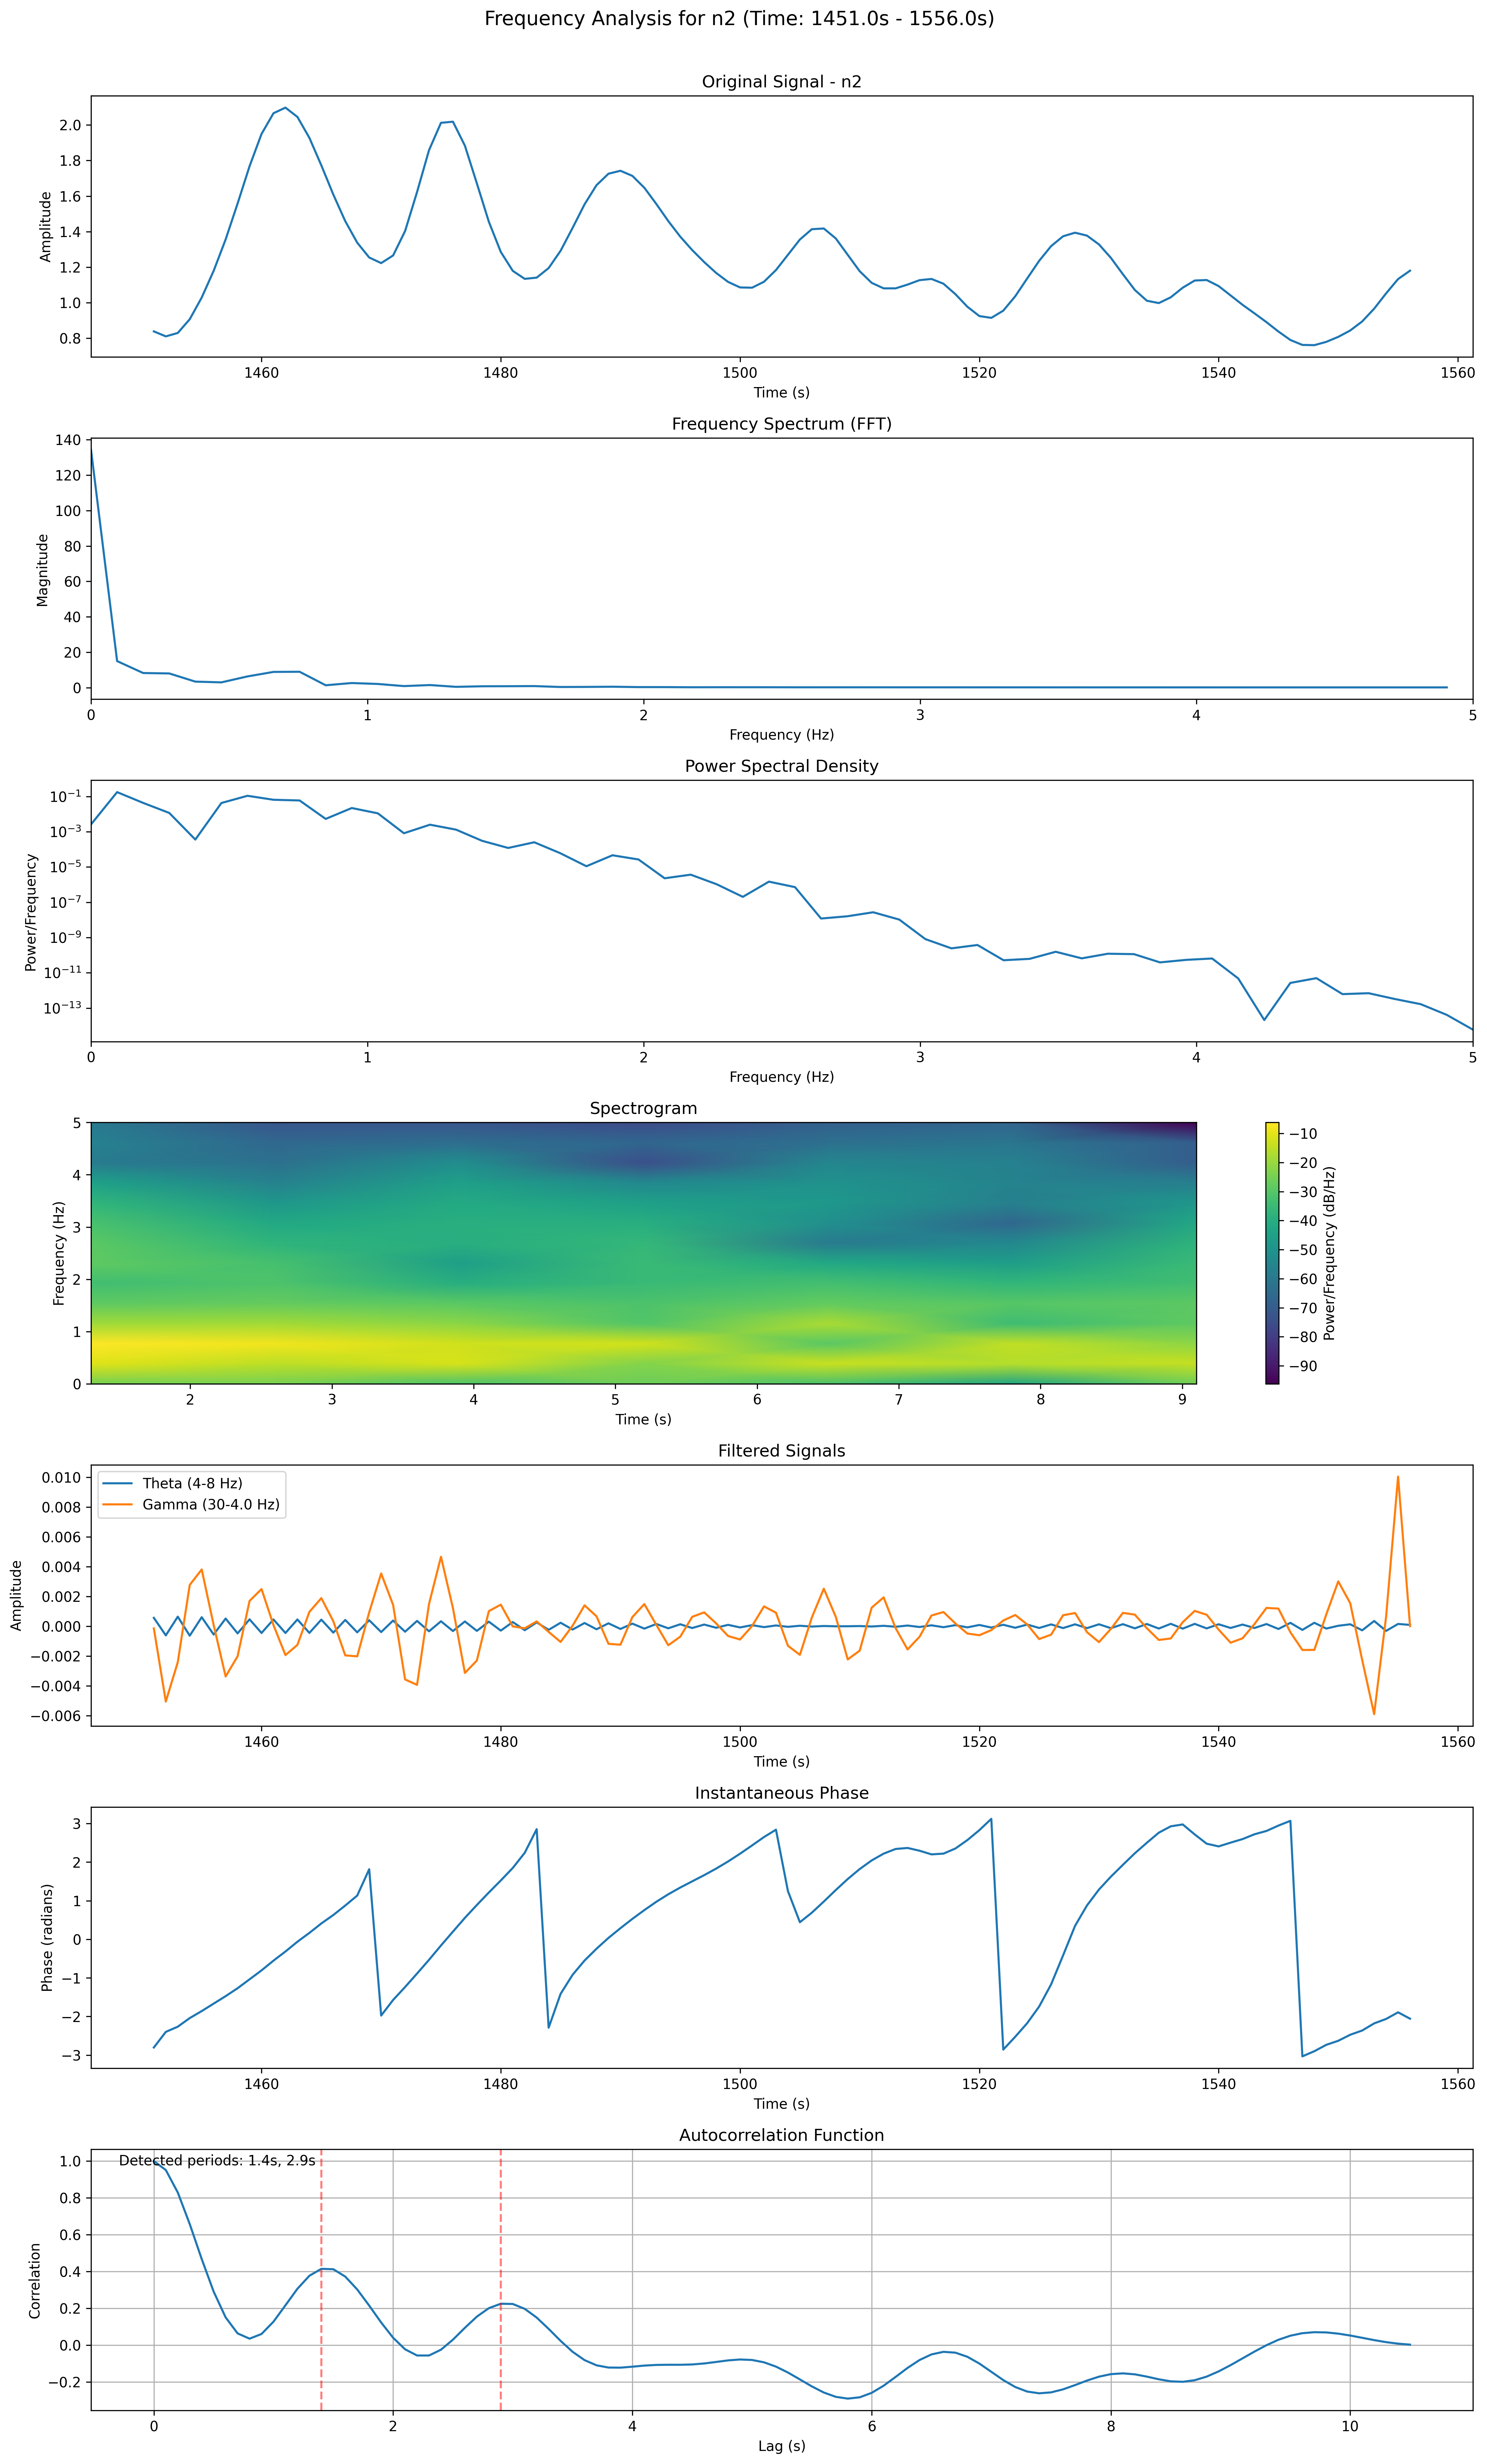 Frequency Analysis for n2 (Time: 1451.0s - 1556.0s)
Original Signal - n2
Amplitude
2.0
1.8
1.6
1.4
1.2
1.0
0.8
1460 1480 1500 1520 1540 1560
Time (s)
Frequency Spectrum (FFT)
Magnitude
140
120
100
80
60
40
20
0
0 1 2 3 4 5
Frequency (Hz)
Power Spectral Density
Power/Frequency
10⁻¹
10⁻³
10⁻⁵
10⁻⁷
10⁻⁹
10⁻¹¹
10⁻¹³
0 1 2 3 4 5
Frequency (Hz)
Spectrogram
Frequency (Hz)
5
4
3
2
1
0
2 3 4 5 6 7 8 9
Time (s)
−10
−20
−30
−40
−50
−60
−70
−80
−90
Power/Frequency (dB/Hz)
Filtered Signals
Theta (4-8 Hz)
Gamma (30-4.0 Hz)
Amplitude
0.010
0.008
0.006
0.004
0.002
0.000
−0.002
−0.004
−0.006
1460 1480 1500 1520 1540 1560
Time (s)
Instantaneous Phase
Phase (radians)
3
2
1
0
−1
−2
−3
1460 1480 1500 1520 1540 1560
Time (s)
Autocorrelation Function
Detected periods: 1.4s, 2.9s
Correlation
1.0
0.8
0.6
0.4
0.2
0.0
−0.2
0 2 4 6 8 10
Lag (s)